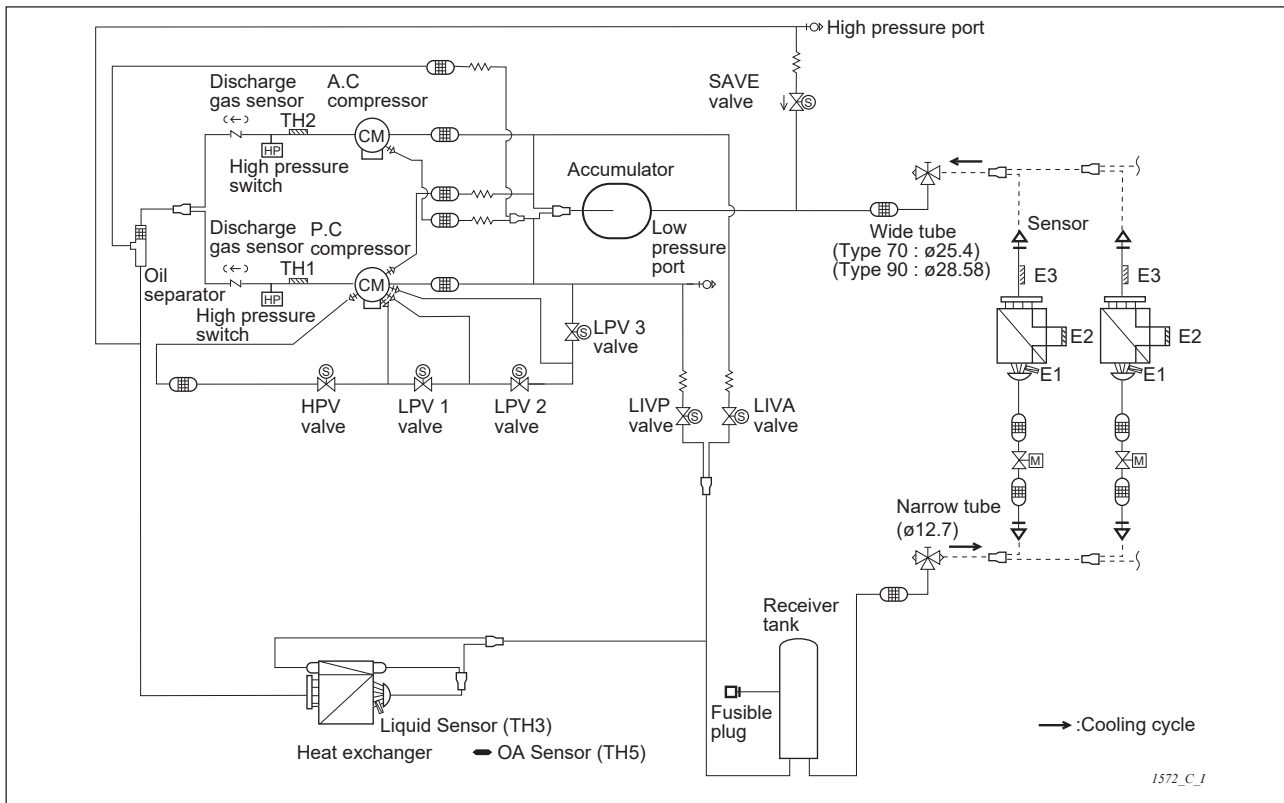 High pressure port
Discharge
gas sensor
A.C
compressor
SAVE
valve
TH2
CM
S
HP
High pressure
switch
Accumulator
Discharge
gas sensor
P.C
compressor
Low
pressure
port
Wide tube
(Type 70 : ø25.4)
(Type 90 : ø28.58)
Sensor
TH1
CM
Oil
separator
HP
High pressure
switch
E3
E3
E2
E2
E1
E1
S
LPV 3
valve
S
HPV
valve
S
LPV 1
valve
S
LPV 2
valve
LIVP
valve
S
LIVA
valve
S
M
M
Narrow tube
(ø12.7)
Receiver
tank
Fusible
plug
Liquid Sensor (TH3)
Heat exchanger
OA Sensor (TH5)
:Cooling cycle
1572_C_I